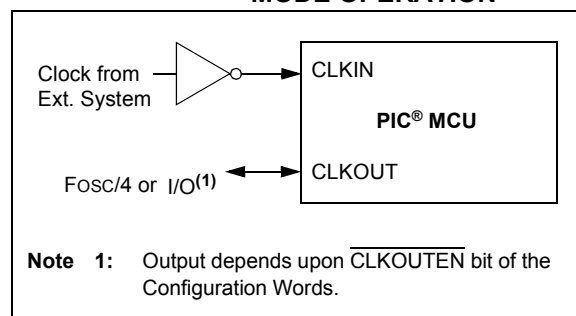 MODE OPERATION
Clock from
Ext. System
CLKIN
PIC® MCU
FOSC/4 or I/O(1)
CLKOUT
Note 1: Output depends upon CLKOUTEN bit of the
Configuration Words.